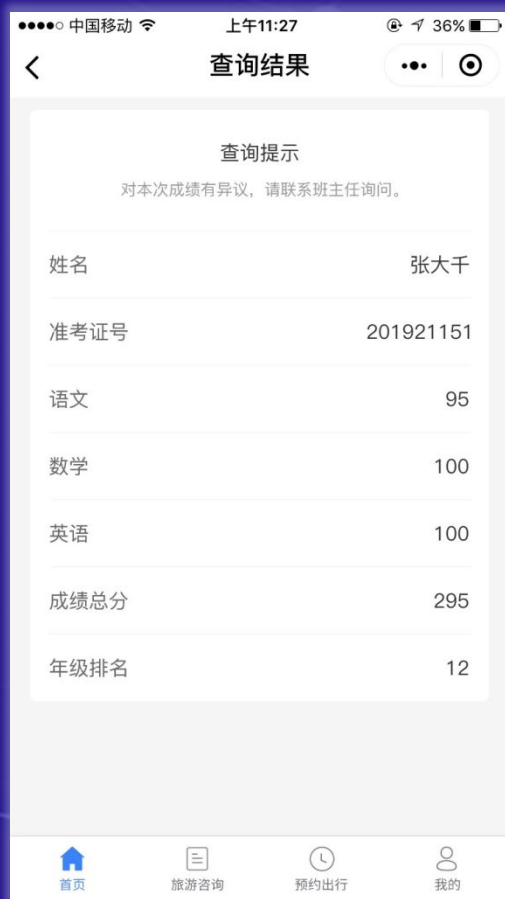 中国移动 上午11:27 36%
查询结果
查询提示
对本次成绩有异议，请联系班主任询问。
姓名 张大千
准考证号 201921151
语文 95
数学 100
英语 100
成绩总分 295
年级排名 12
首页 旅游咨询 预约出行 我的